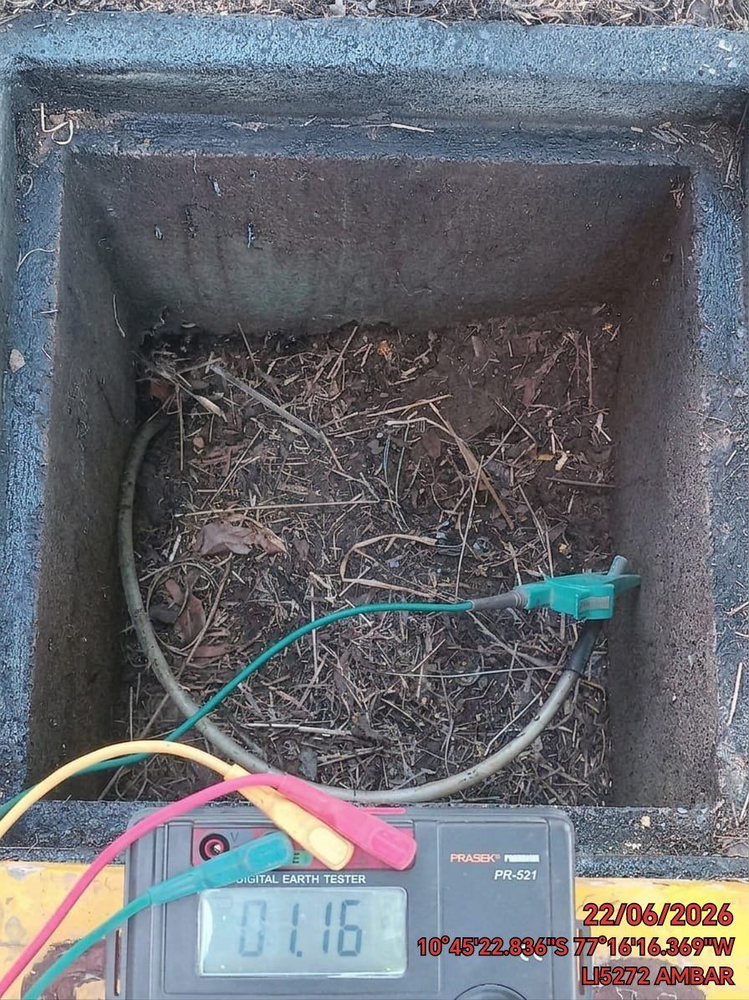 V
E
PRASEK® PREMIUM
DIGITAL EARTH TESTER
PR-521
01.16
22/06/2026
10°45'22.836"S 77°16'16.369"W
LI5272 AMBAR